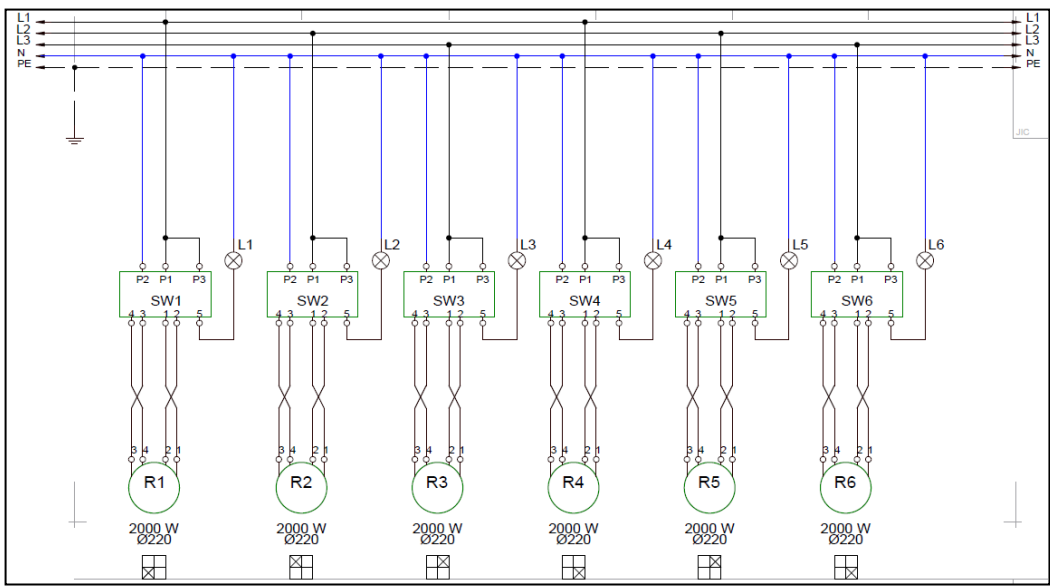 L1 L1
L2 L2
L3 L3
N N
PE PE
JIC
L1 L2 L3 L4 L5 L6
P2 P1 P3 P2 P1 P3 P2 P1 P3 P2 P1 P3 P2 P1 P3 P2 P1 P3
SW1 SW2 SW3 SW4 SW5 SW6
4 3 1 2 5 4 3 1 2 5 4 3 1 2 5 4 3 1 2 5 4 3 1 2 5 4 3 1 2 5
3 4 2 1 3 4 2 1 3 4 2 1 3 4 2 1 3 4 2 1 3 4 2 1
R1 R2 R3 R4 R5 R6
2000 W 2000 W 2000 W 2000 W 2000 W 2000 W
Ø220 Ø220 Ø220 Ø220 Ø220 Ø220